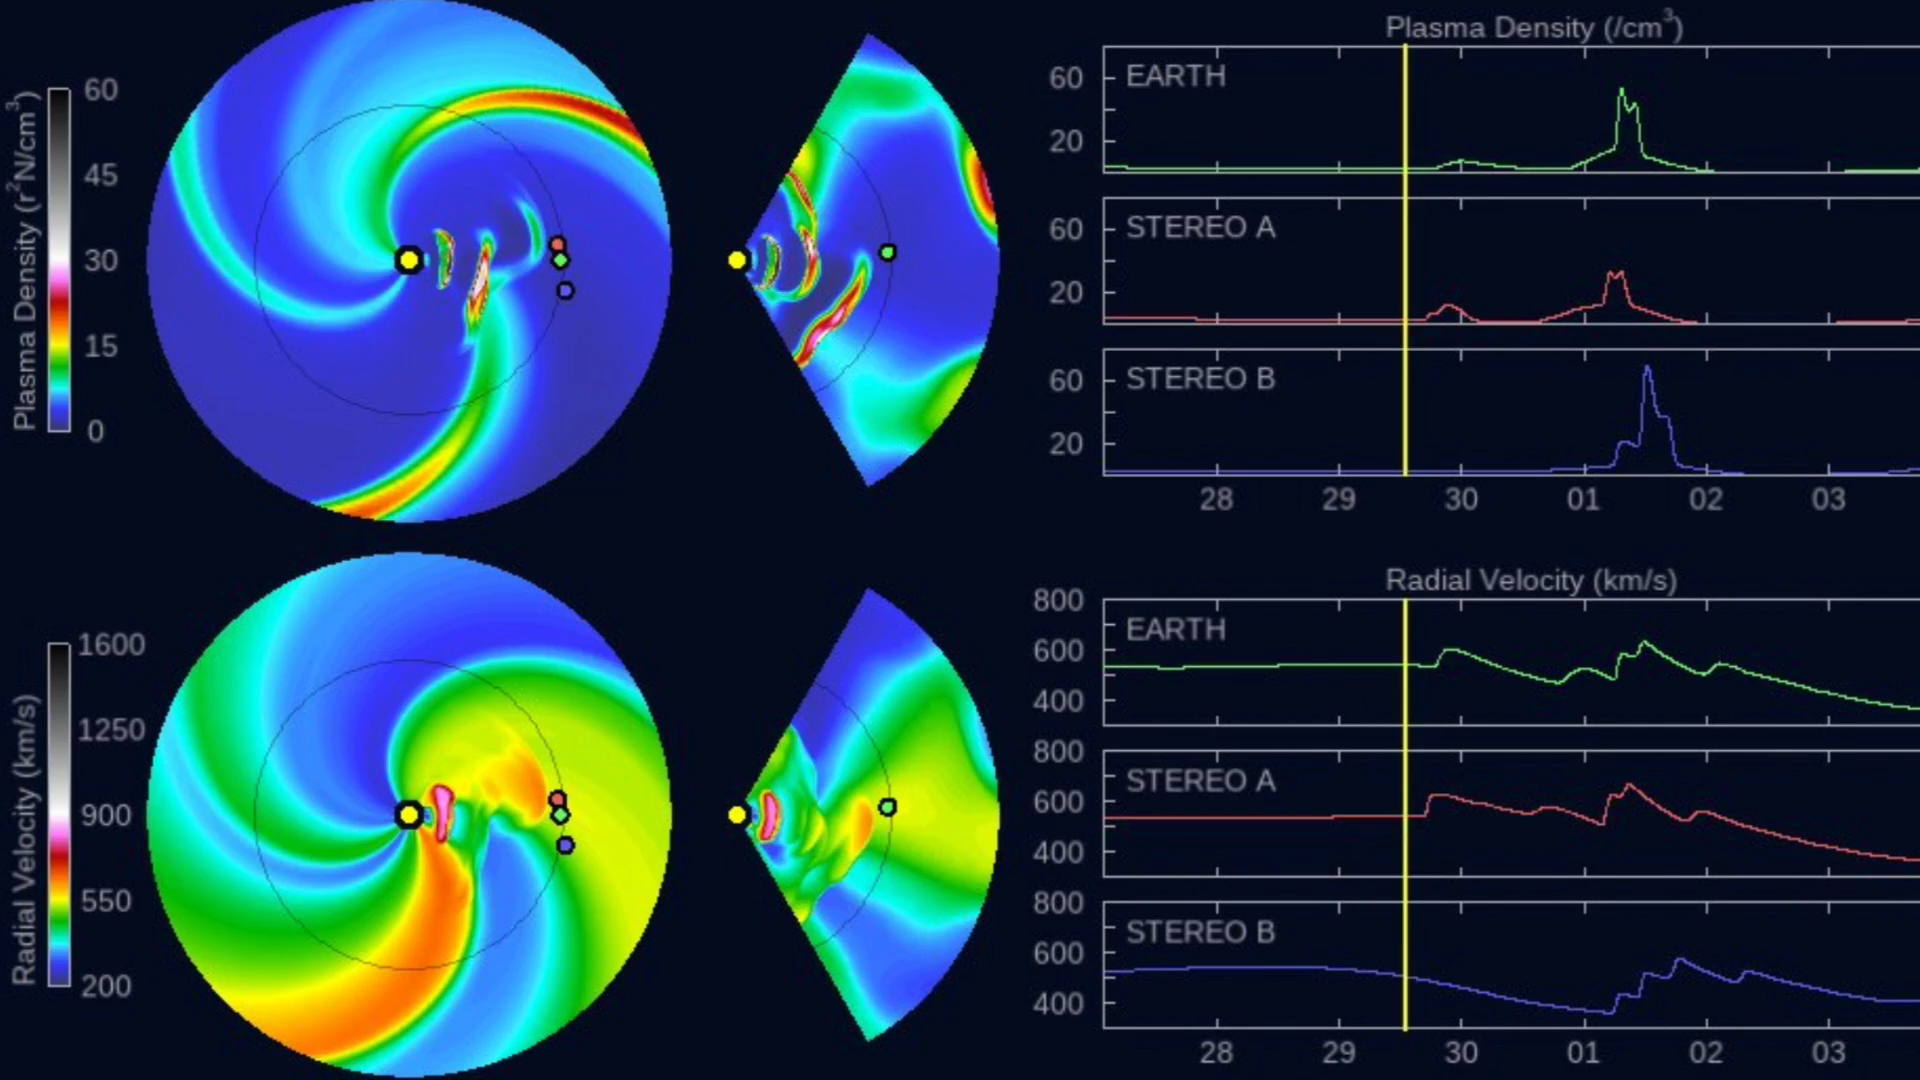 Plasma Density (r²N/cm³)
60
45
30
15
0
Plasma Density (/cm³)
EARTH
60
20
STEREO A
60
20
STEREO B
60
20
28 29 30 01 02 03
Radial Velocity (km/s)
1600
1250
900
550
200
Radial Velocity (km/s)
EARTH
800
600
400
STEREO A
800
600
400
STEREO B
800
600
400
28 29 30 01 02 03